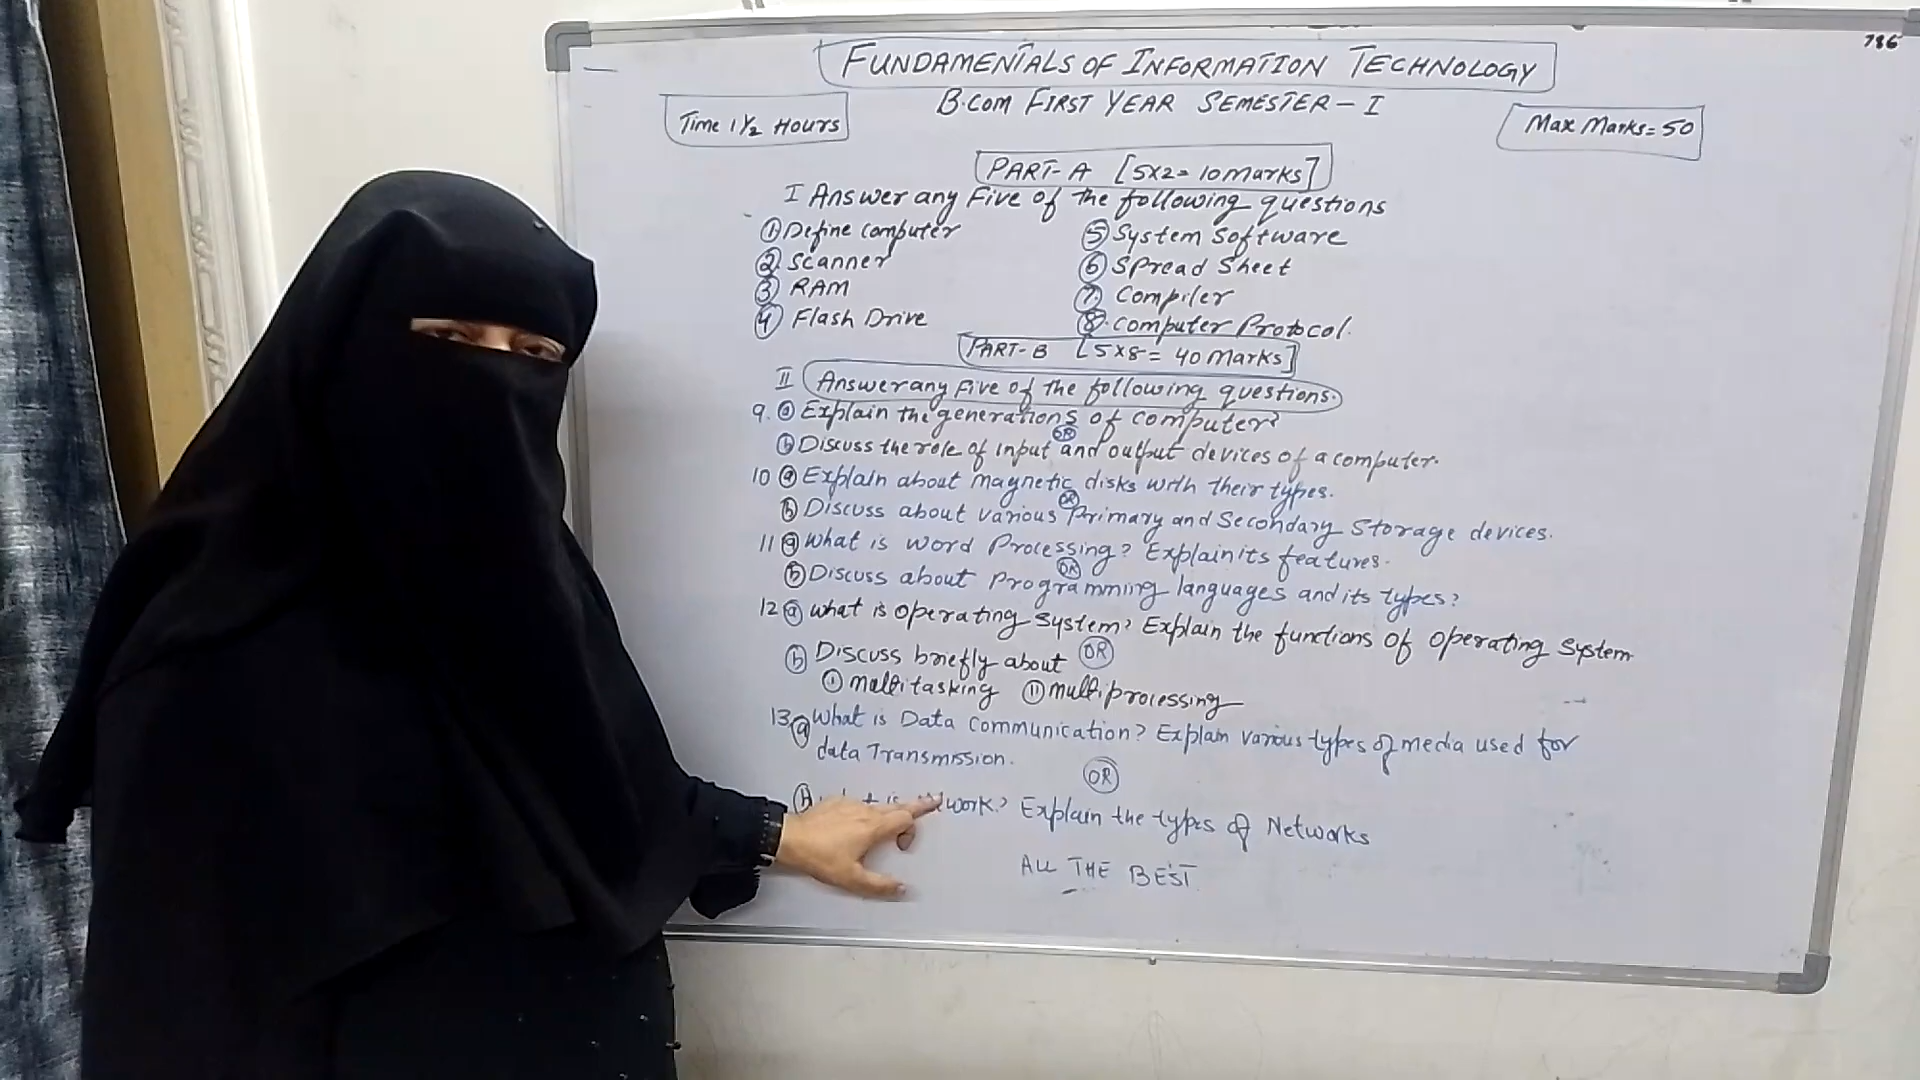 786
FUNDAMENTALS OF INFORMATION TECHNOLOGY
B.COM FIRST YEAR SEMESTER - I
Time 1 1/2 Hours
Max Marks = 50
PART-A [5x2= 10 marks]
I Answer any Five of the following questions
① Define computer
② Scanner
③ RAM
④ Flash Drive
⑤ System Software
⑥ Spread Sheet
⑦ Compiler
⑧ Computer Protocol.
PART-B [5x8= 40 marks]
II Answer any five of the following questions.
9. ⓐ Explain the generations of computer?
OR
ⓑ Discuss the role of input and output devices of a computer.
10 ⓐ Explain about magnetic disks with their types.
OR
ⓑ Discuss about various Primary and Secondary Storage devices.
11 ⓐ What is word Processing? Explain its features.
OR
ⓑ Discuss about Programming languages and its types?
12 ⓐ what is operating system? Explain the functions of operating system
OR
ⓑ Discuss briefly about
① multitasking ⑪ multiprocessing
13. ⓐ What is Data Communication? Explain various types of media used for
data Transmission.
OR
is work? Explain the types of Networks
ALL THE BEST